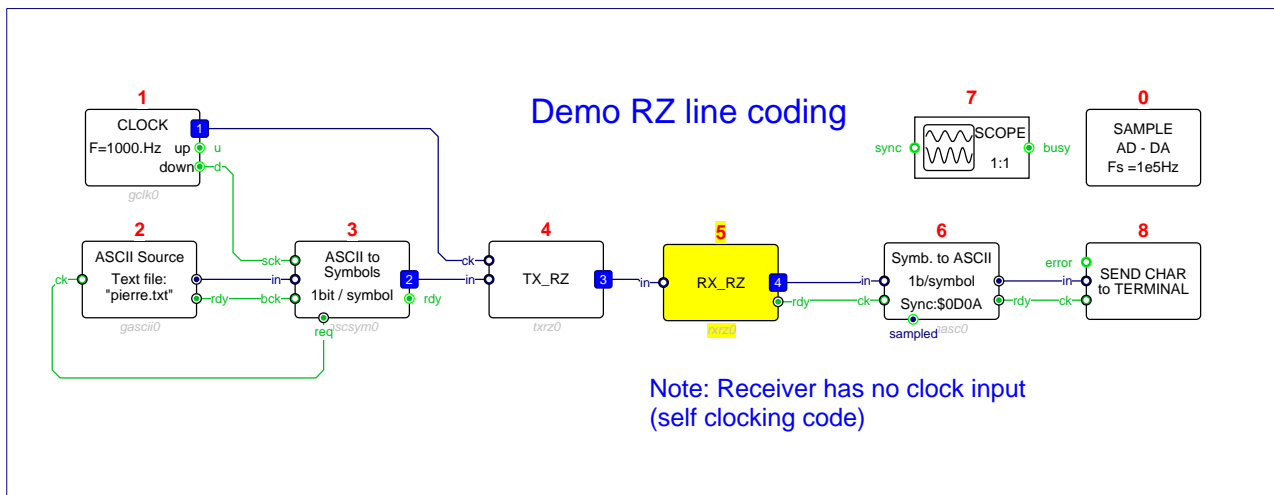 Demo RZ line coding
1
CLOCK
F=1000.Hz
up
down
1
u
d
gclk0
7
sync
SCOPE
1:1
busy
0
SAMPLE
AD - DA
Fs =1e5Hz
2
ck
ASCII Source
Text file:
"pierre.txt"
rdy
gascii0
3
sck
in
bck
ASCII to
Symbols
1bit / symbol
2
rdy
req
4
ck
in
TX_RZ
3
txrz0
5
in
RX_RZ
4
rdy
rxrz0
6
in
ck
Symb. to ASCII
1b/symbol
Sync:$0D0A
sampled
8
error
in
rdy
ck
SEND CHAR
to TERMINAL
Note: Receiver has no clock input
(self clocking code)